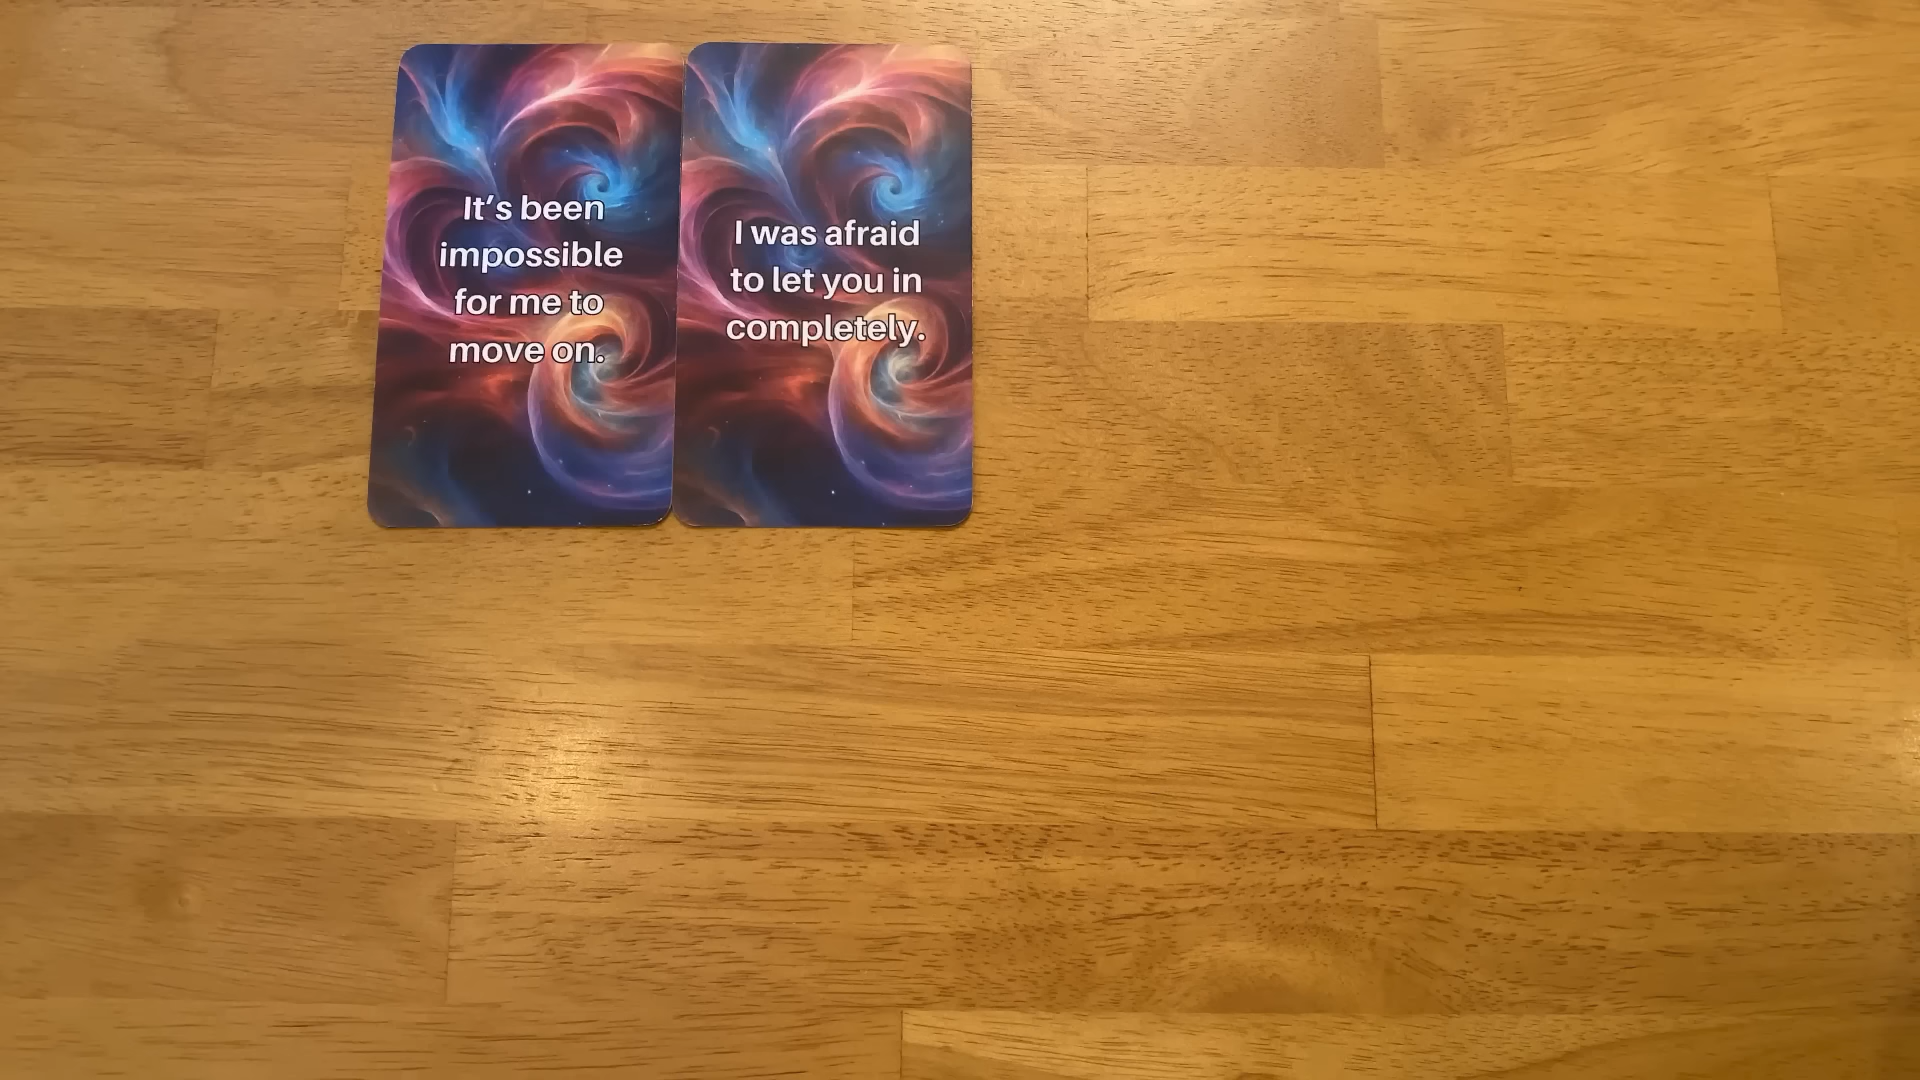 It's been
impossible
for me to
move on.
I was afraid
to let you in
completely.